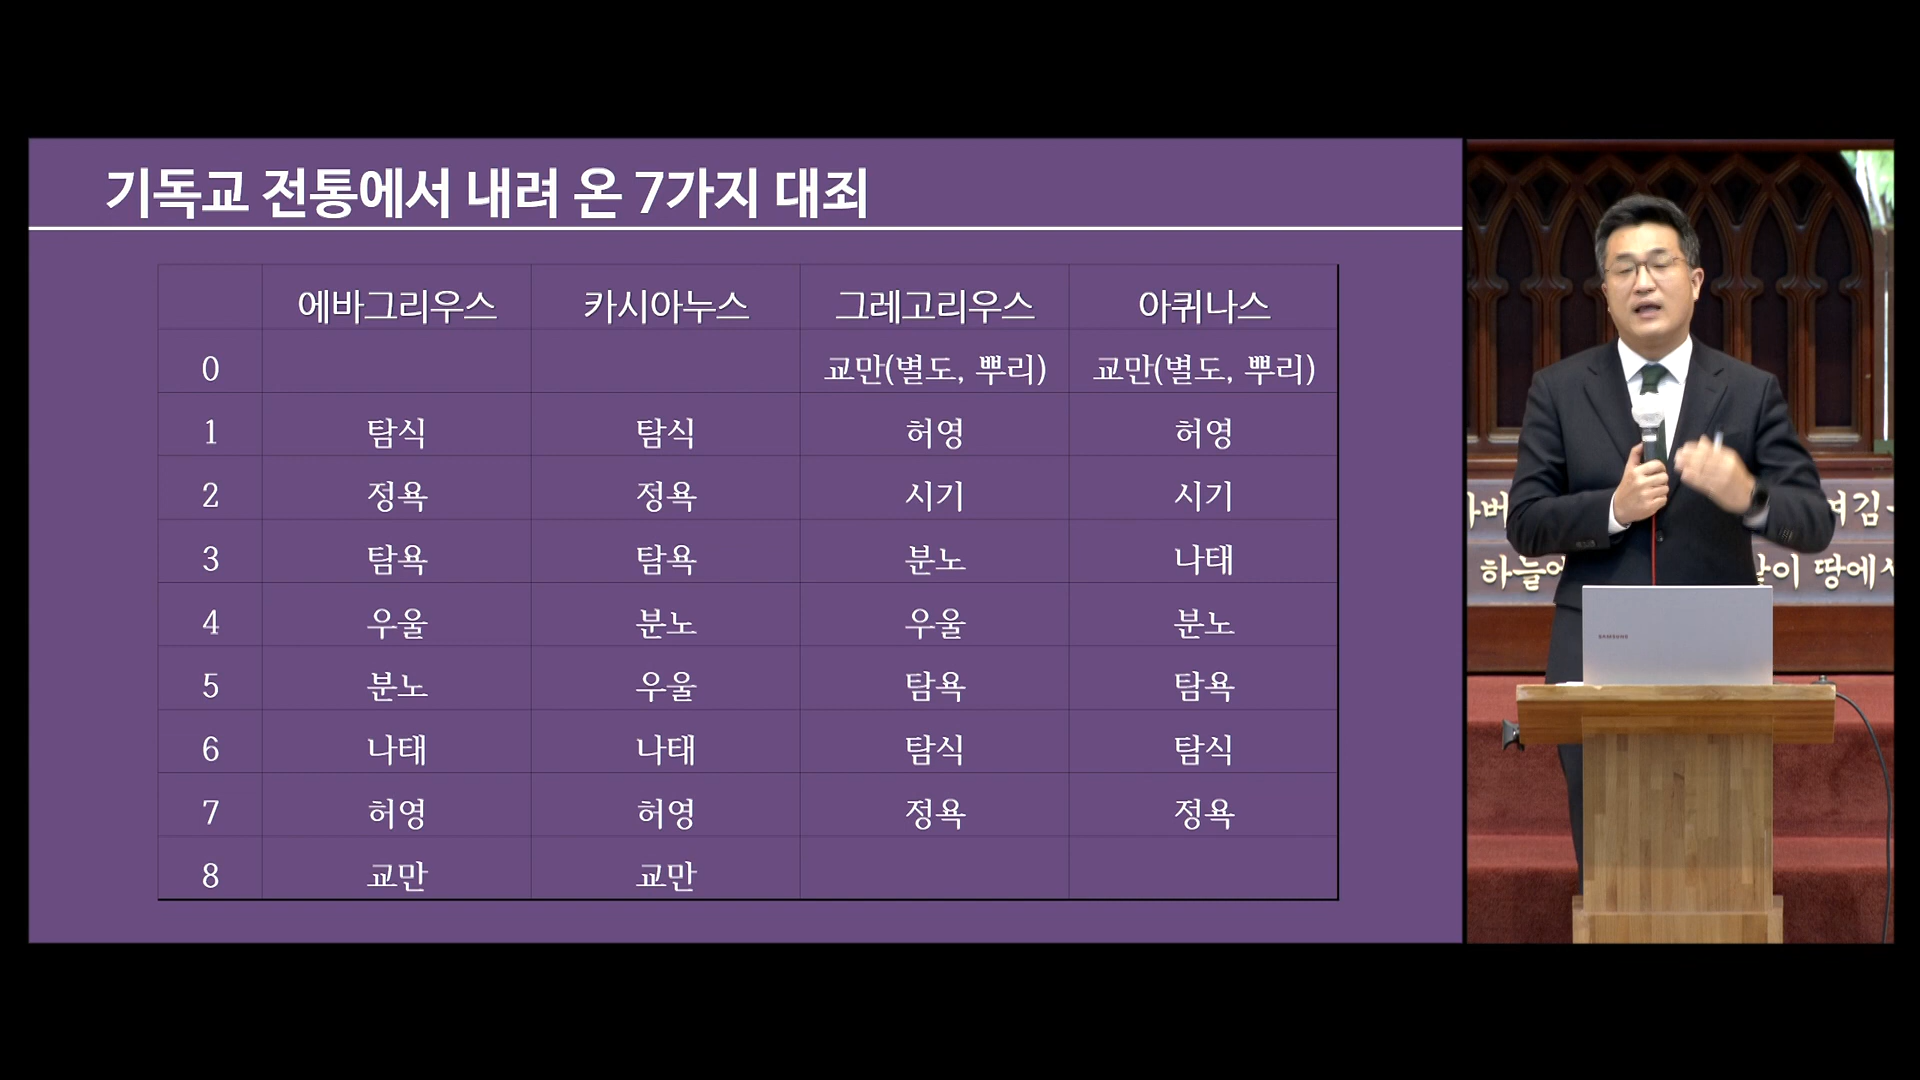 기독교 전통에서 내려 온 7가지 대죄
에바그리우스 카시아누스 그레고리우스 아퀴나스
0 교만(별도, 뿌리) 교만(별도, 뿌리)
1 탐식 탐식 허영 허영
2 정욕 정욕 시기 시기
3 탐욕 탐욕 분노 나태
4 우울 분노 우울 분노
5 분노 우울 탐욕 탐욕
6 나태 나태 탐식 탐식
7 허영 허영 정욕 정욕
8 교만 교만
여김
하늘에 이 땅에서
SAMSUNG